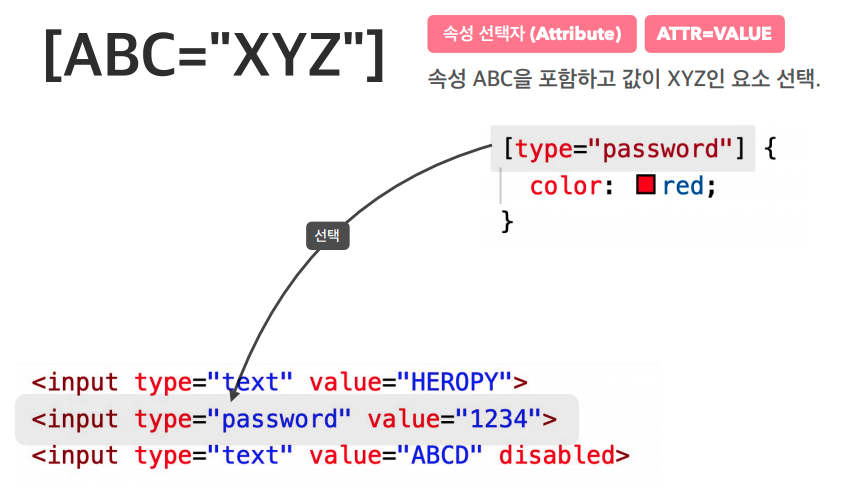 [ABC="XYZ"]
속성 선택자 (Attribute)
ATTR=VALUE
속성 ABC을 포함하고 값이 XYZ인 요소 선택.
[type="password"] {
color: red;
}
선택
<input type="text" value="HEROPY">
<input type="password" value="1234">
<input type="text" value="ABCD" disabled>